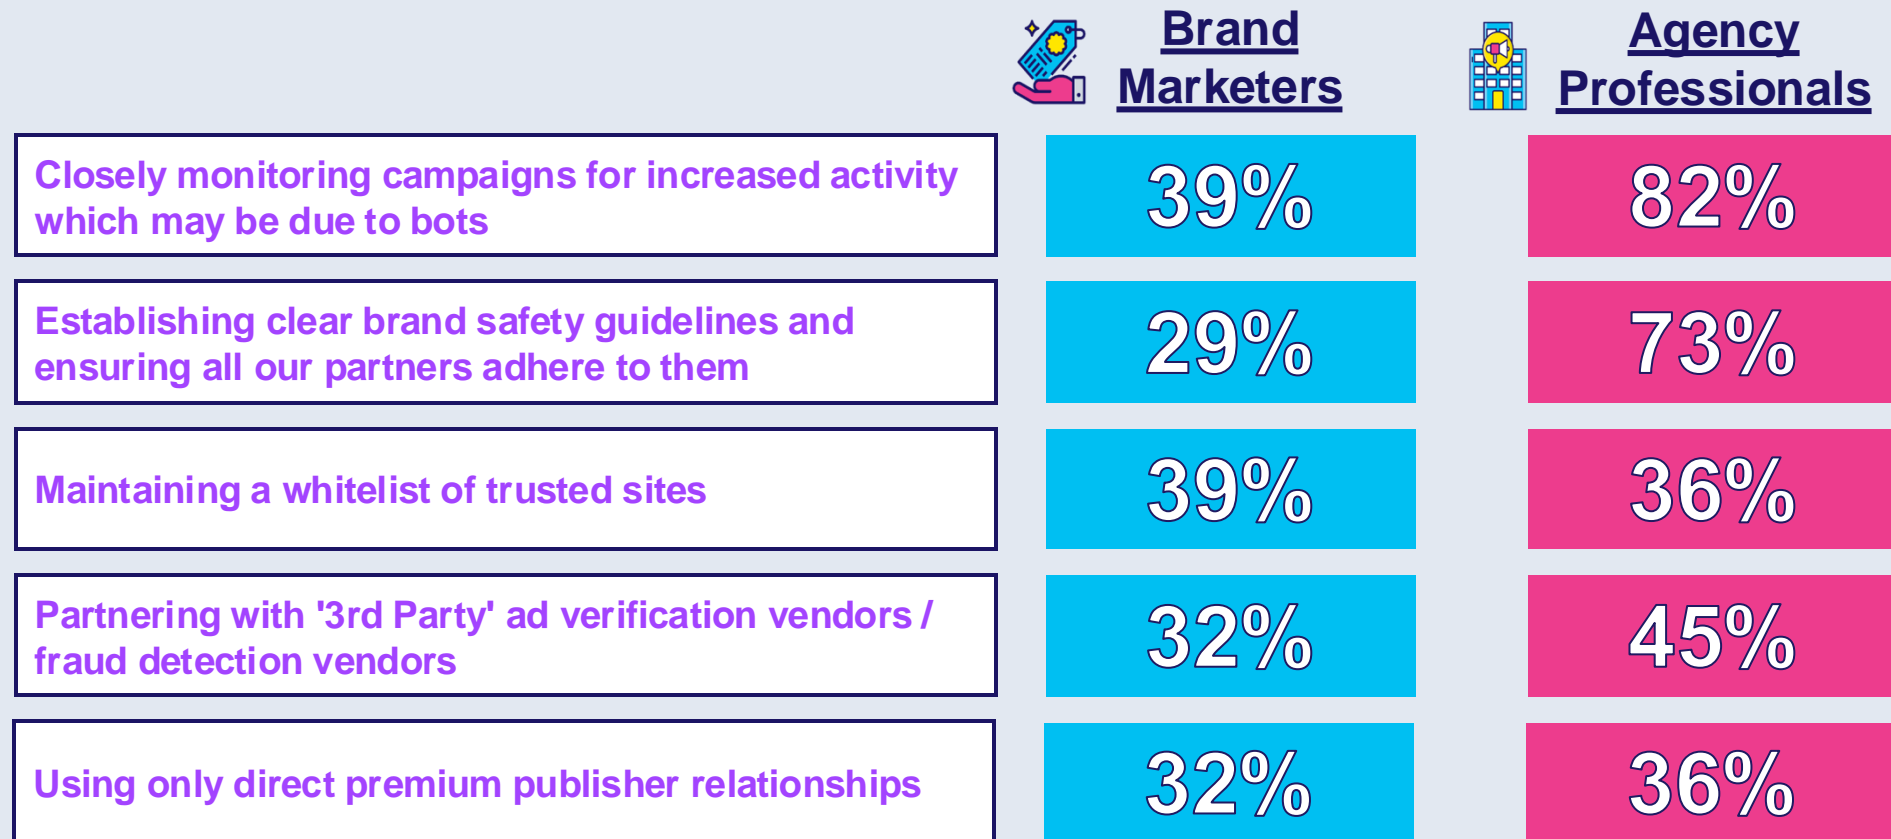 Brand
Marketers
Agency
Professionals
Closely monitoring campaigns for increased activity
which may be due to bots
39%
82%
Establishing clear brand safety guidelines and
ensuring all our partners adhere to them
29%
73%
Maintaining a whitelist of trusted sites
39%
36%
Partnering with '3rd Party' ad verification vendors /
fraud detection vendors
32%
45%
Using only direct premium publisher relationships
32%
36%